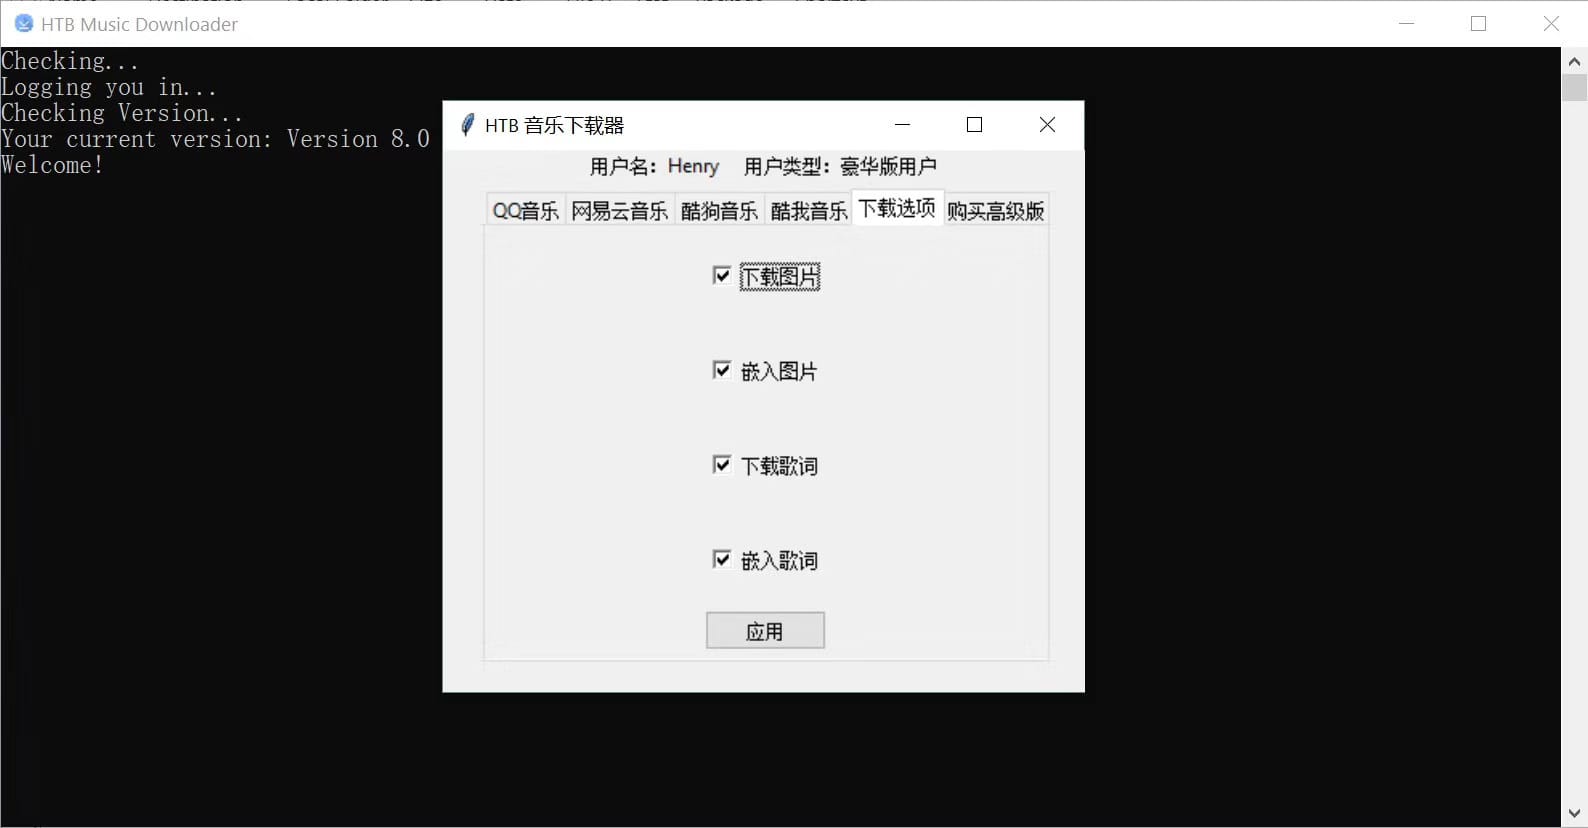 HTB Music Downloader
Checking...
Logging you in...
Checking Version...
Your current version: Version 8.0
Welcome!
HTB 音乐下载器
用户名：Henry 用户类型：豪华版用户
QQ音乐 网易云音乐 酷狗音乐 酷我音乐 下载选项 购买高级版
下载图片
嵌入图片
下载歌词
嵌入歌词
应用